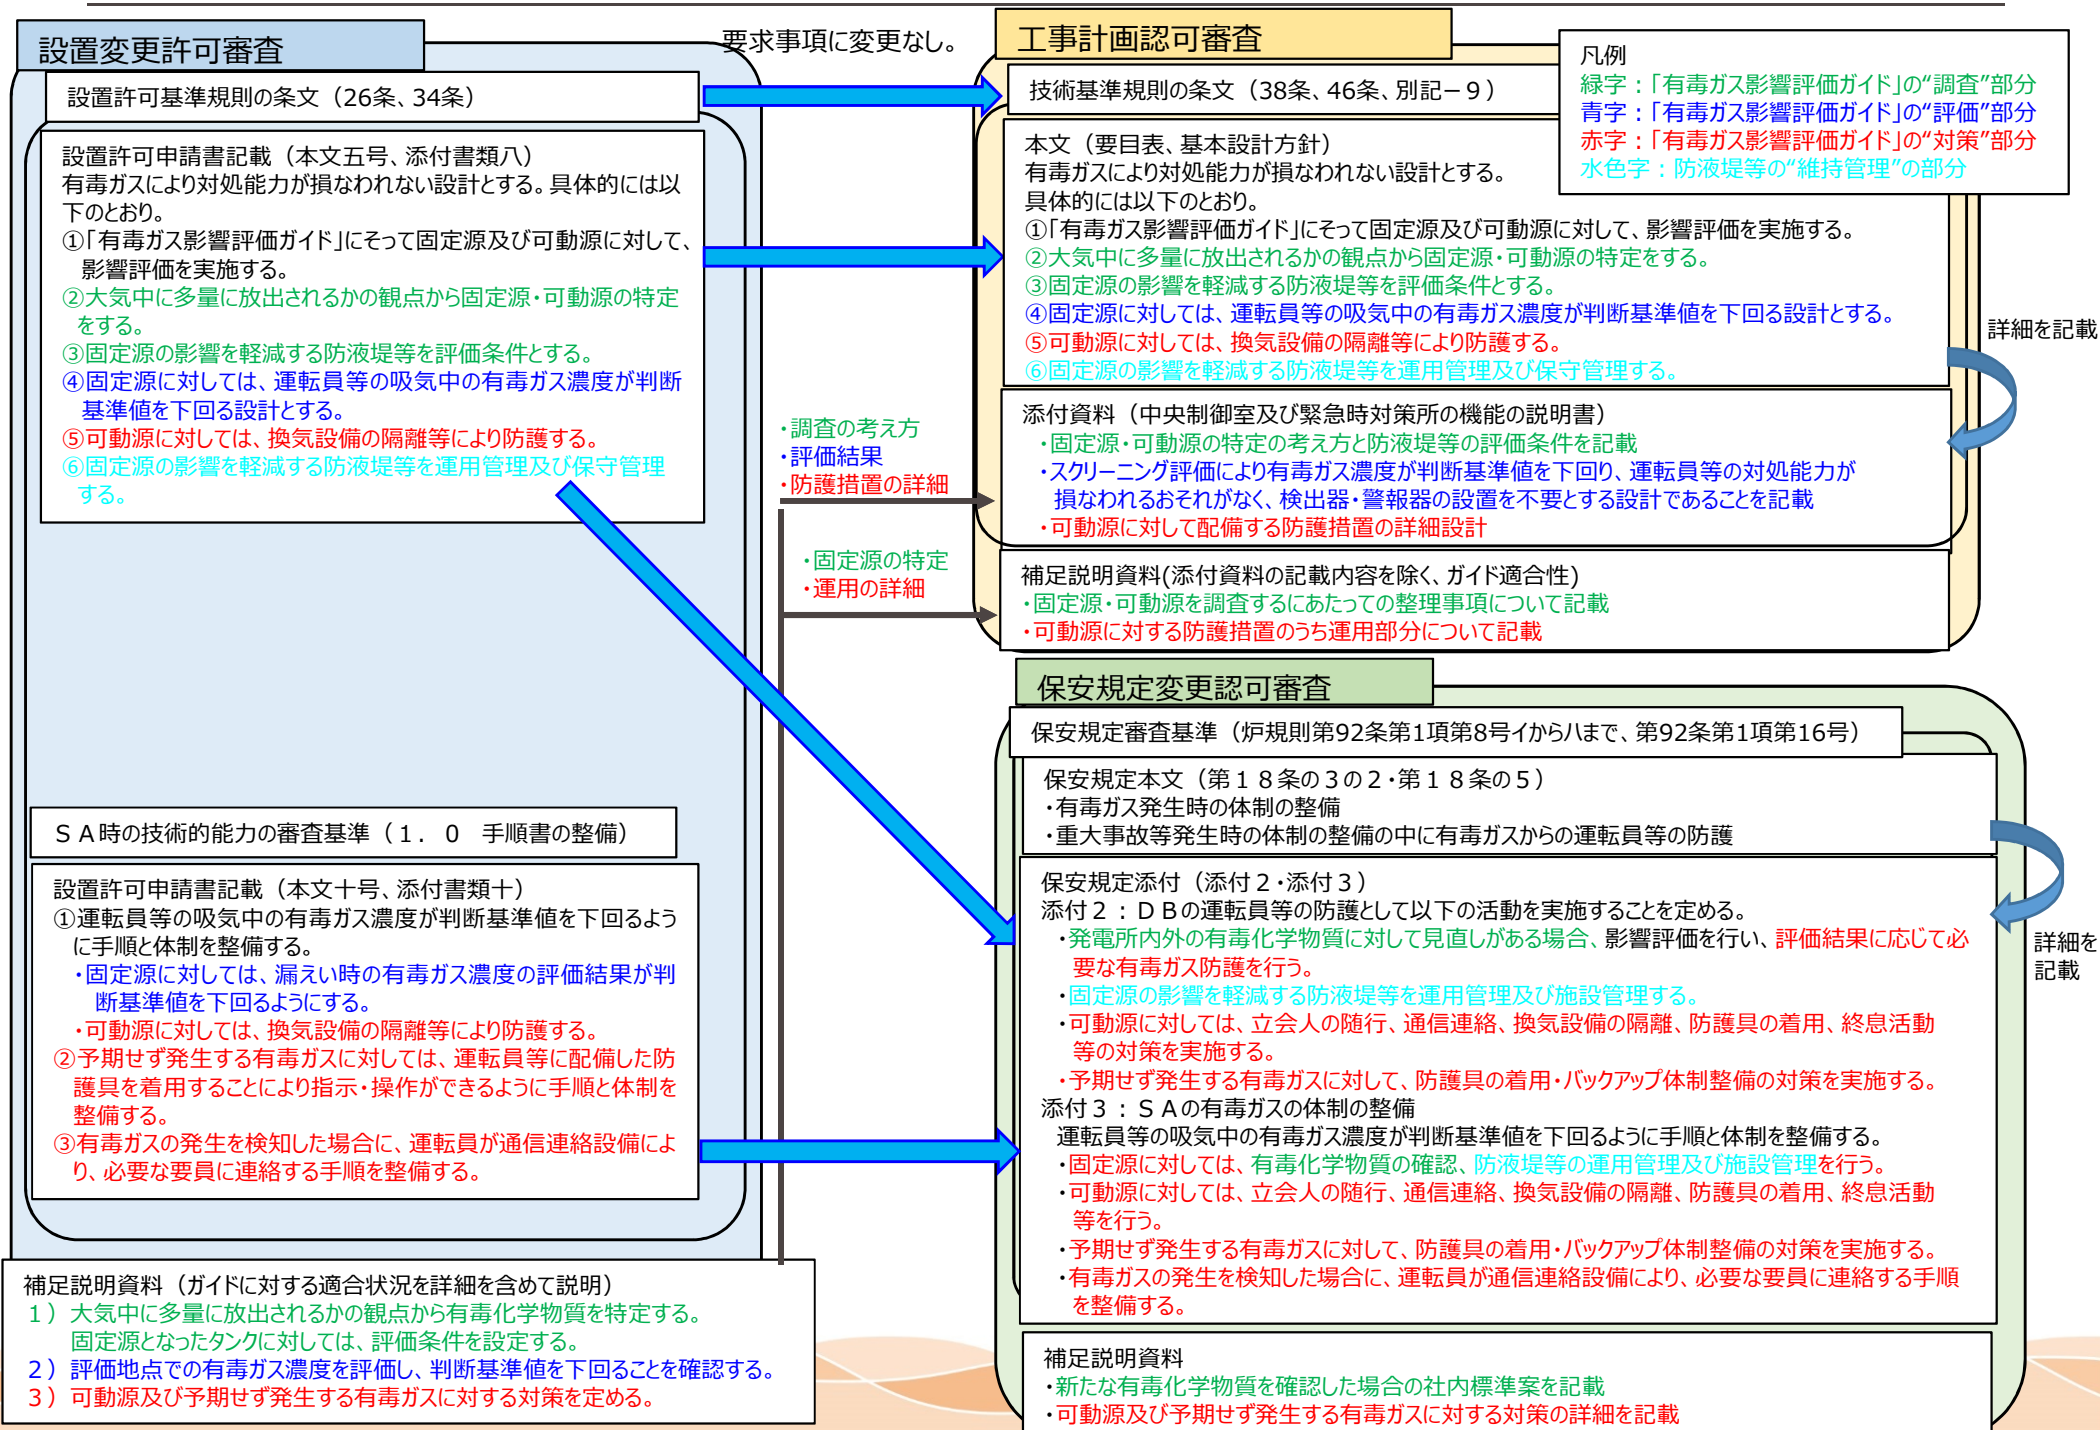 設置変更許可審査
設置許可基準規則の条文（26条、34条）
設置許可申請書記載（本文五号、添付書類八）
有毒ガスにより対処能力が損なわれない設計とする。具体的には以
下のとおり。
①「有毒ガス影響評価ガイド」にそって固定源及び可動源に対して、
影響評価を実施する。
②大気中に多量に放出されるかの観点から固定源・可動源の特定
をする。
③固定源の影響を軽減する防液堤等を評価条件とする。
④固定源に対しては、運転員等の吸気中の有毒ガス濃度が判断
基準値を下回る設計とする。
⑤可動源に対しては、換気設備の隔離等により防護する。
⑥固定源の影響を軽減する防液堤等を運用管理及び保守管理
する。
ＳＡ時の技術的能力の審査基準（１．０　手順書の整備）
設置許可申請書記載（本文十号、添付書類十）
①運転員等の吸気中の有毒ガス濃度が判断基準値を下回るよう
に手順と体制を整備する。
・固定源に対しては、漏えい時の有毒ガス濃度の評価結果が判
断基準値を下回るようにする。
・可動源に対しては、換気設備の隔離等により防護する。
②予期せず発生する有毒ガスに対しては、運転員等に配備した防
護具を着用することにより指示・操作ができるように手順と体制を
整備する。
③有毒ガスの発生を検知した場合に、運転員が通信連絡設備によ
り、必要な要員に連絡する手順を整備する。
補足説明資料（ガイドに対する適合状況を詳細を含めて説明）
１）大気中に多量に放出されるかの観点から有毒化学物質を特定する。
固定源となったタンクに対しては、評価条件を設定する。
２）評価地点での有毒ガス濃度を評価し、判断基準値を下回ることを確認する。
３）可動源及び予期せず発生する有毒ガスに対する対策を定める。
要求事項に変更なし。
・調査の考え方
・評価結果
・防護措置の詳細
・固定源の特定
・運用の詳細
工事計画認可審査
技術基準規則の条文（38条、46条、別記－９）
凡例
緑字：「有毒ガス影響評価ガイド」の“調査”部分
青字：「有毒ガス影響評価ガイド」の“評価”部分
赤字：「有毒ガス影響評価ガイド」の“対策”部分
水色字：防液堤等の“維持管理”の部分
本文（要目表、基本設計方針）
有毒ガスにより対処能力が損なわれない設計とする。
具体的には以下のとおり。
①「有毒ガス影響評価ガイド」にそって固定源及び可動源に対して、影響評価を実施する。
②大気中に多量に放出されるかの観点から固定源・可動源の特定をする。
③固定源の影響を軽減する防液堤等を評価条件とする。
④固定源に対しては、運転員等の吸気中の有毒ガス濃度が判断基準値を下回る設計とする。
⑤可動源に対しては、換気設備の隔離等により防護する。
⑥固定源の影響を軽減する防液堤等を運用管理及び保守管理する。
詳細を記載
添付資料（中央制御室及び緊急時対策所の機能の説明書）
・固定源・可動源の特定の考え方と防液堤等の評価条件を記載
・スクリーニング評価により有毒ガス濃度が判断基準値を下回り、運転員等の対処能力が
損なわれるおそれがなく、検出器・警報器の設置を不要とする設計であることを記載
・可動源に対して配備する防護措置の詳細設計
補足説明資料(添付資料の記載内容を除く、ガイド適合性)
・固定源・可動源を調査するにあたっての整理事項について記載
・可動源に対する防護措置のうち運用部分について記載
保安規定変更認可審査
保安規定審査基準（炉規則第92条第1項第8号イからハまで、第92条第1項第16号）
保安規定本文（第１８条の３の２・第１８条の５）
・有毒ガス発生時の体制の整備
・重大事故等発生時の体制の整備の中に有毒ガスからの運転員等の防護
保安規定添付（添付２・添付３）
添付２：ＤＢの運転員等の防護として以下の活動を実施することを定める。
・発電所内外の有毒化学物質に対して見直しがある場合、影響評価を行い、評価結果に応じて必
要な有毒ガス防護を行う。
・固定源の影響を軽減する防液堤等を運用管理及び施設管理する。
・可動源に対しては、立会人の随行、通信連絡、換気設備の隔離、防護具の着用、終息活動
等の対策を実施する。
・予期せず発生する有毒ガスに対して、防護具の着用・バックアップ体制整備の対策を実施する。
添付３：ＳＡの有毒ガスの体制の整備
運転員等の吸気中の有毒ガス濃度が判断基準値を下回るように手順と体制を整備する。
・固定源に対しては、有毒化学物質の確認、防液堤等の運用管理及び施設管理を行う。
・可動源に対しては、立会人の随行、通信連絡、換気設備の隔離、防護具の着用、終息活動
等を行う。
・予期せず発生する有毒ガスに対して、防護具の着用・バックアップ体制整備の対策を実施する。
・有毒ガスの発生を検知した場合に、運転員が通信連絡設備により、必要な要員に連絡する手順
を整備する。
詳細を
記載
補足説明資料
・新たな有毒化学物質を確認した場合の社内標準案を記載
・可動源及び予期せず発生する有毒ガスに対する対策の詳細を記載